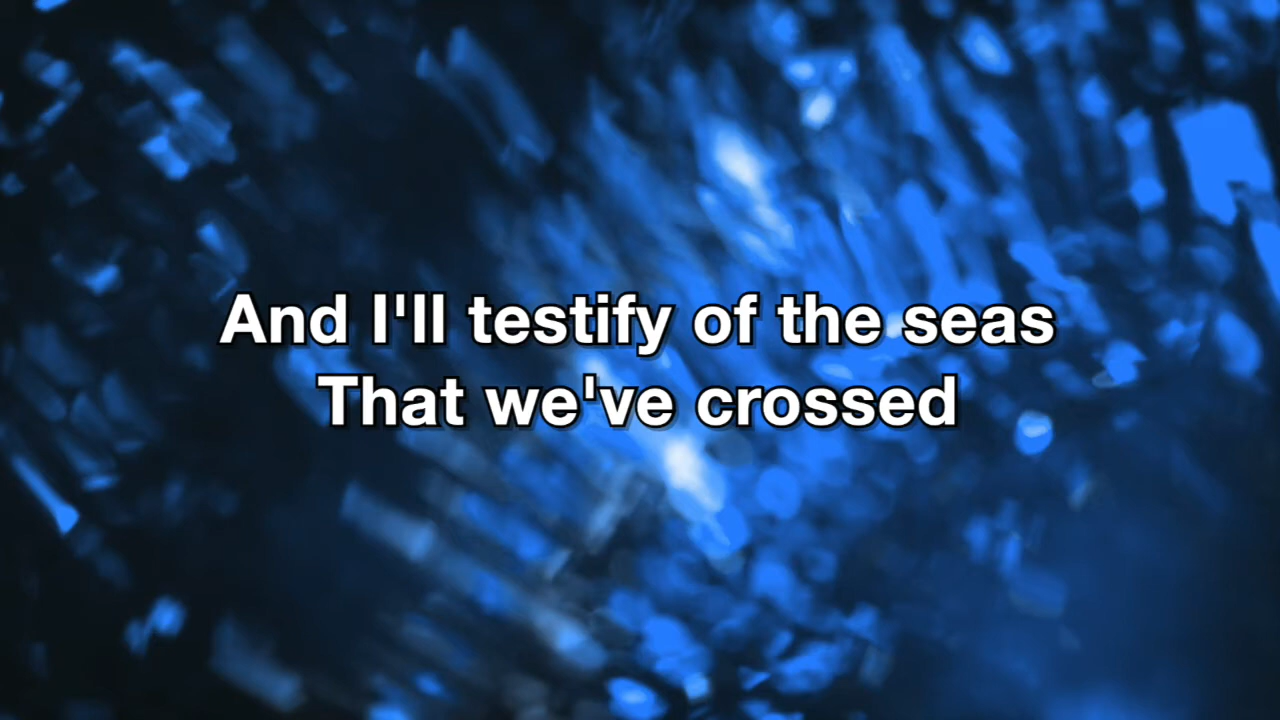 And I'll testify of the seas
That we've crossed